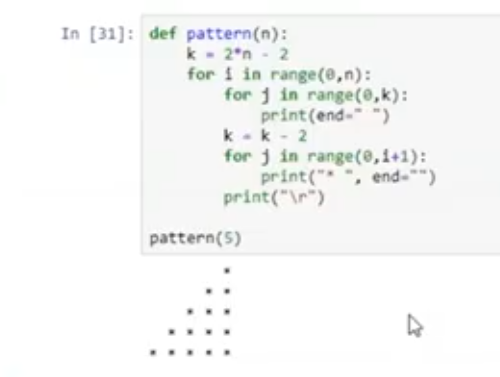 In [31]: def pattern(n):
    k = 2*n - 2
    for i in range(0,n):
        for j in range(0,k):
            print(end=" ")
        k = k - 2
        for j in range(0,i+1):
            print("* ", end="")
        print("\r")
pattern(5)
        *
      * *
    * * *
  * * * *
* * * * *